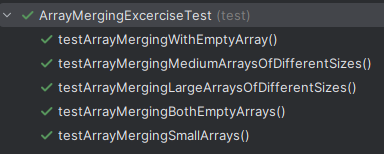 ArrayMergingExcerciseTest (test)
testArrayMergingWithEmptyArray()
testArrayMergingMediumArraysOfDifferentSizes()
testArrayMergingLargeArraysOfDifferentSizes()
testArrayMergingBothEmptyArrays()
testArrayMergingSmallArrays()